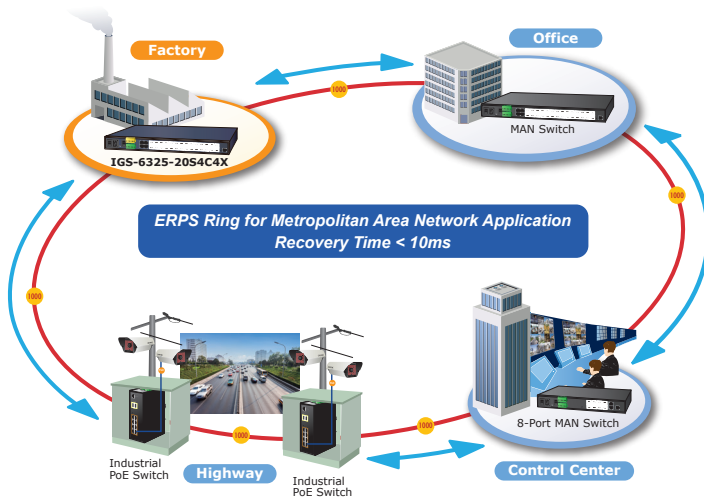 Factory
Office
1000
IGS-6325-20S4C4X
MAN Switch
1000
ERPS Ring for Metropolitan Area Network Application
Recovery Time < 10ms
1000
8-Port MAN Switch
1000
1000
Industrial
PoE Switch
Highway
Industrial
PoE Switch
Control Center